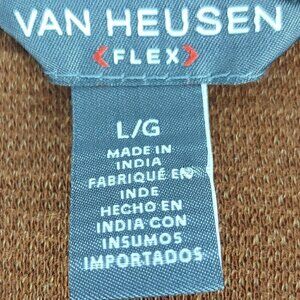 VAN HEUSEN
<FLEX>
L/G
MADE IN
INDIA
FABRIQUÉ EN
INDE
HECHO EN
INDIA CON
INSUMOS
IMPORTADOS